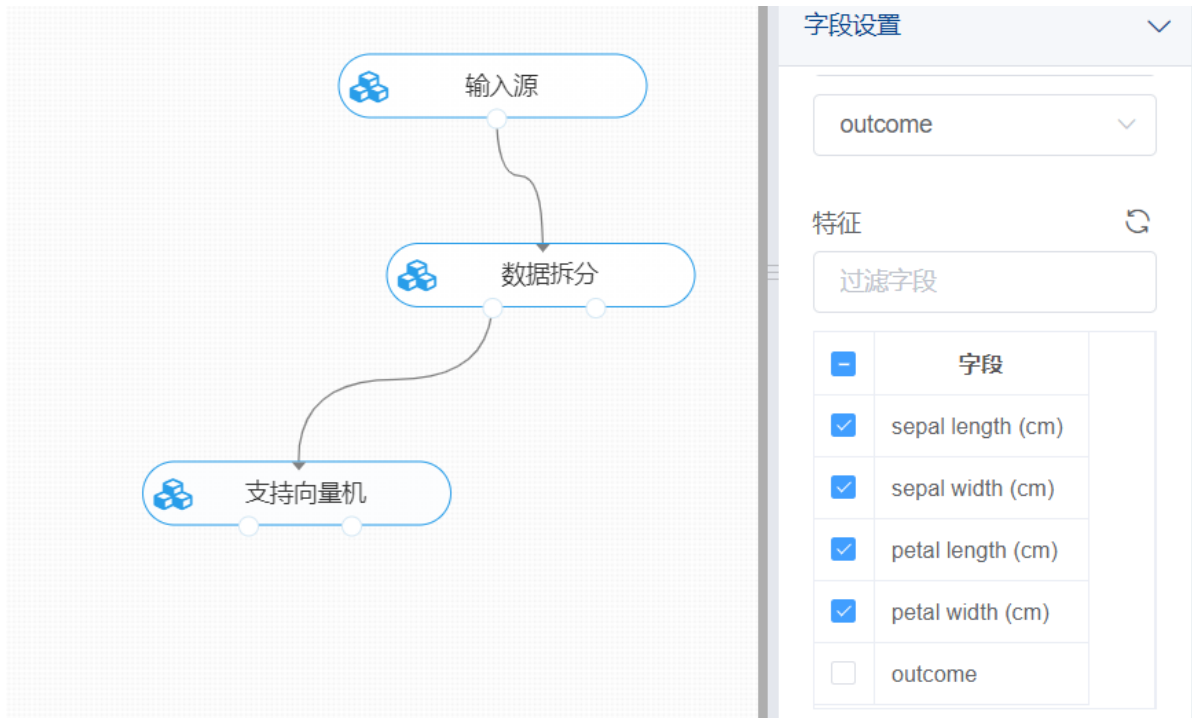 输入源
数据拆分
支持向量机
字段设置
outcome
特征
过滤字段
字段
sepal length (cm)
sepal width (cm)
petal length (cm)
petal width (cm)
outcome